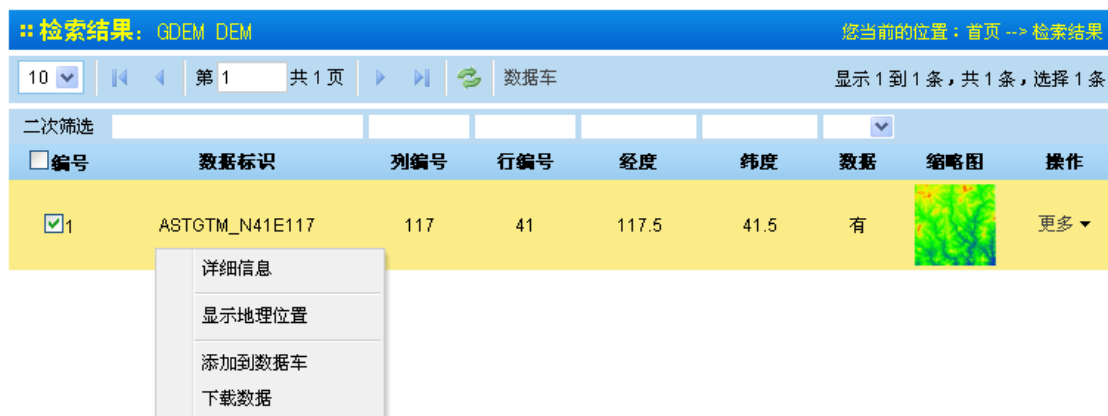 ::检索结果: GDEM DEM 您当前的位置:首页 --> 检索结果
10 第 1 共 1 页 数据车 显示 1 到 1 条,共 1 条,选择 1 条
二次筛选
编号 数据标识 列编号 行编号 经度 纬度 数据 缩略图 操作
1 ASTGTM_N41E117 117 41 117.5 41.5 有 更多
详细信息
显示地理位置
添加到数据车
下载数据